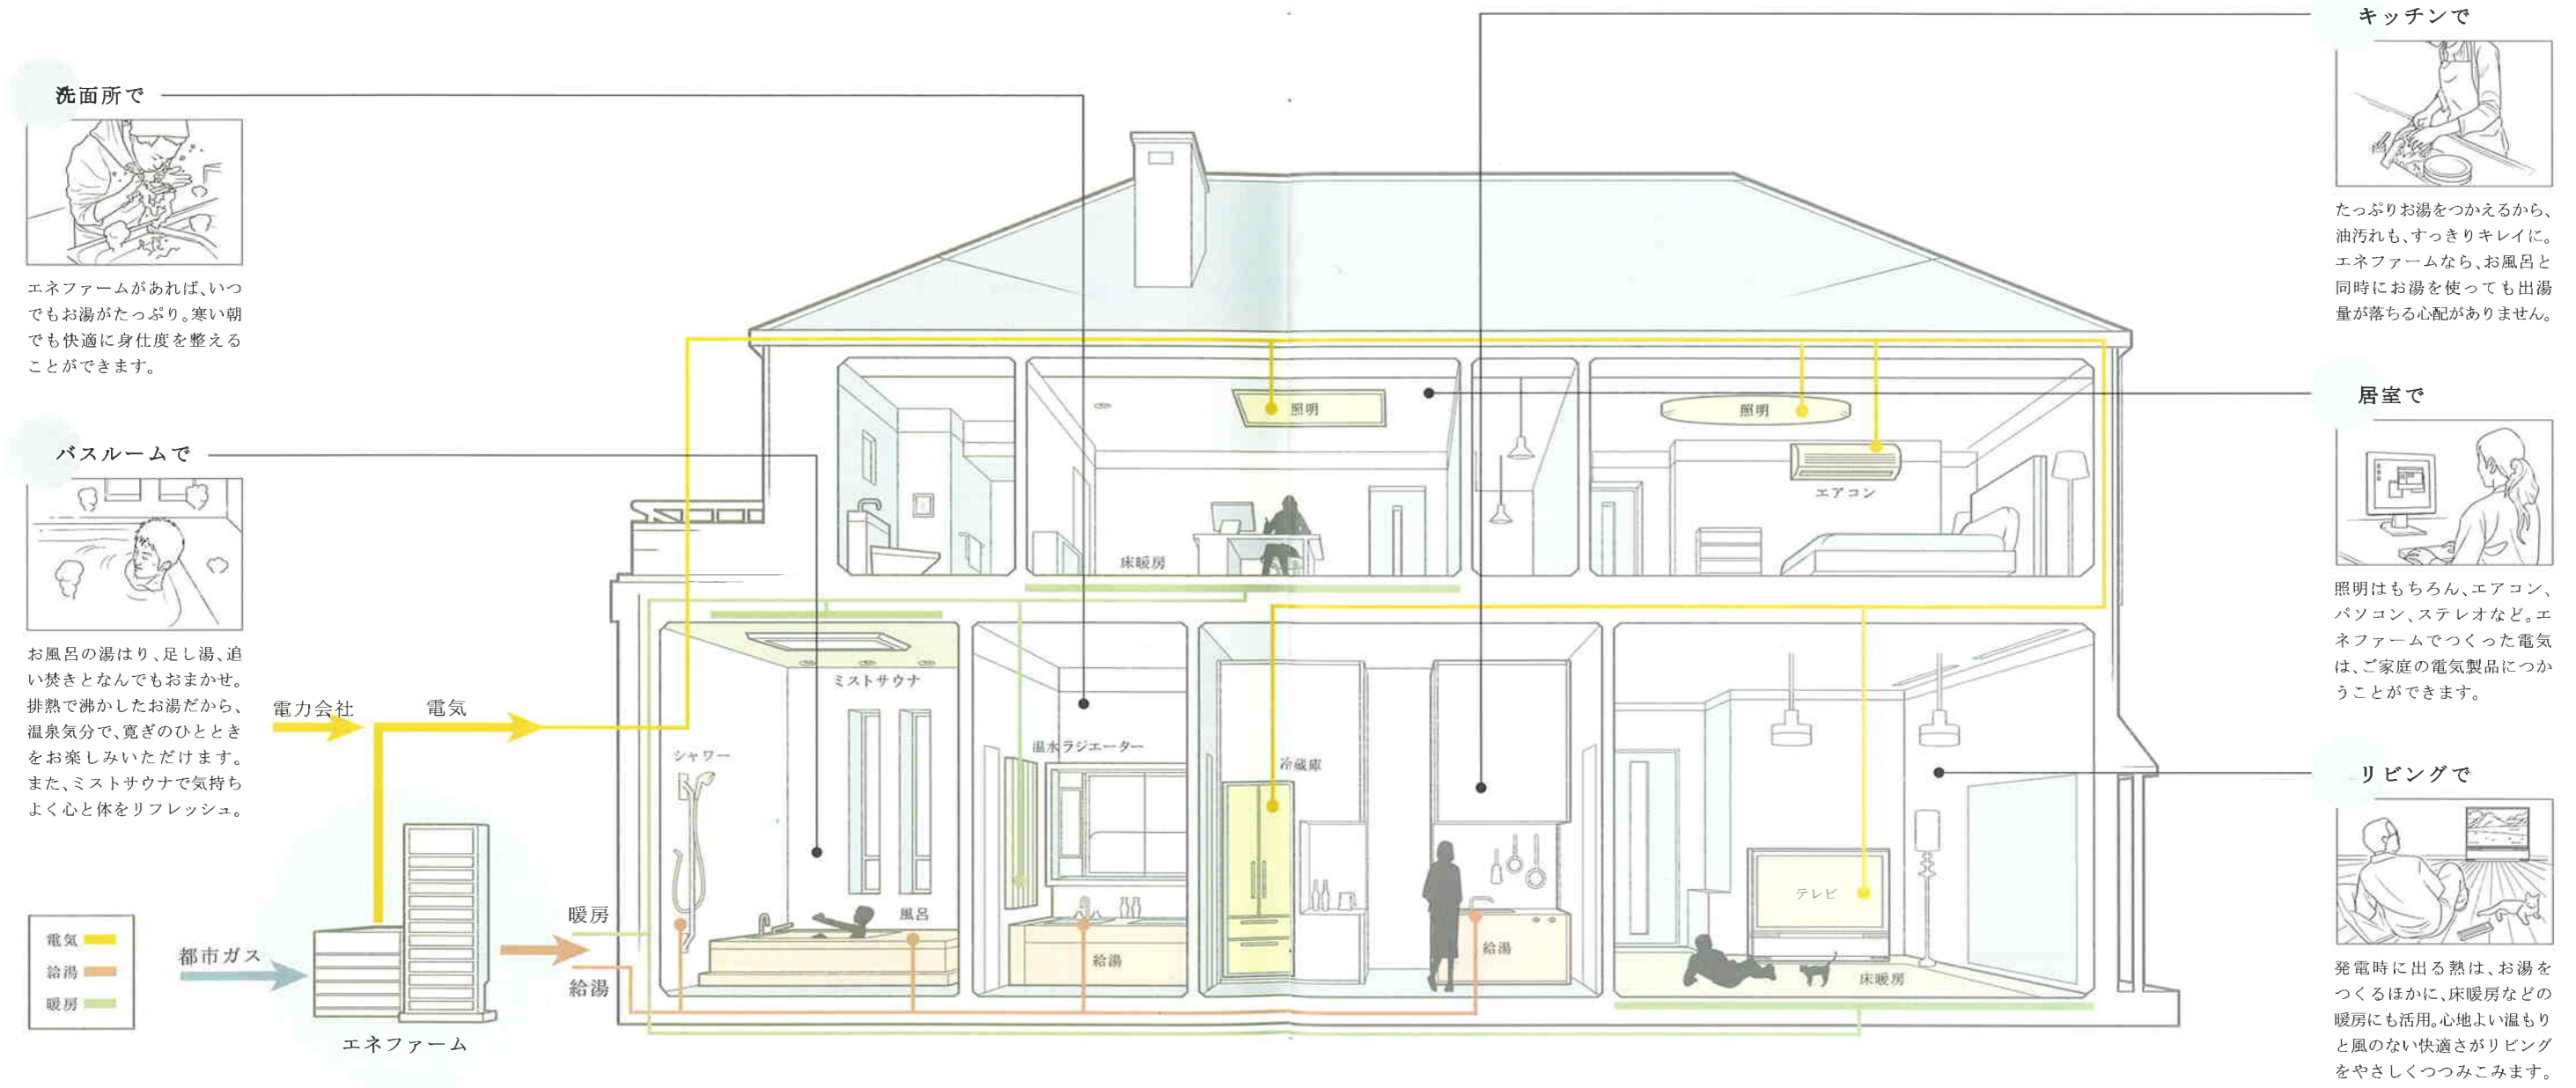 洗面所で
エネファームがあれば、いつ
でもお湯がたっぷり。寒い朝
でも快適に身仕度を整える
ことができます。
バスルームで
お風呂の湯はり、足し湯、追
い焚きとなんでもおまかせ。
排熱で沸かしたお湯だから、
温泉気分で、寛ぎのひととき
をお楽しみいただけます。
また、ミストサウナで気持ち
よく心と体をリフレッシュ。
電気
給湯
暖房
電力会社
電気
都市ガス
エネファーム
暖房
給湯
照明
床暖房
照明
エアコン
ミストサウナ
シャワー
風呂
温水ラジエーター
給湯
冷蔵庫
給湯
テレビ
床暖房
キッチンで
たっぷりお湯をつかえるから、
油汚れも、すっきりキレイに。
エネファームなら、お風呂と
同時にお湯を使っても出湯
量が落ちる心配がありません。
居室で
照明はもちろん、エアコン、
パソコン、ステレオなど。エ
ネファームでつくった電気
は、ご家庭の電気製品につか
うことができます。
リビングで
発電時に出る熱は、お湯を
つくるほかに、床暖房などの
暖房にも活用。心地よい温もり
と風のない快適さがリビング
をやさしくつつみこみます。